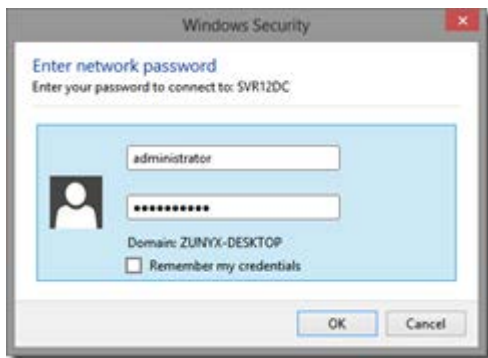 Windows Security
Enter network password
Enter your password to connect to: SVR12DC
administrator
••••••••••
Domain: ZUNYX-DESKTOP
Remember my credentials
OK
Cancel